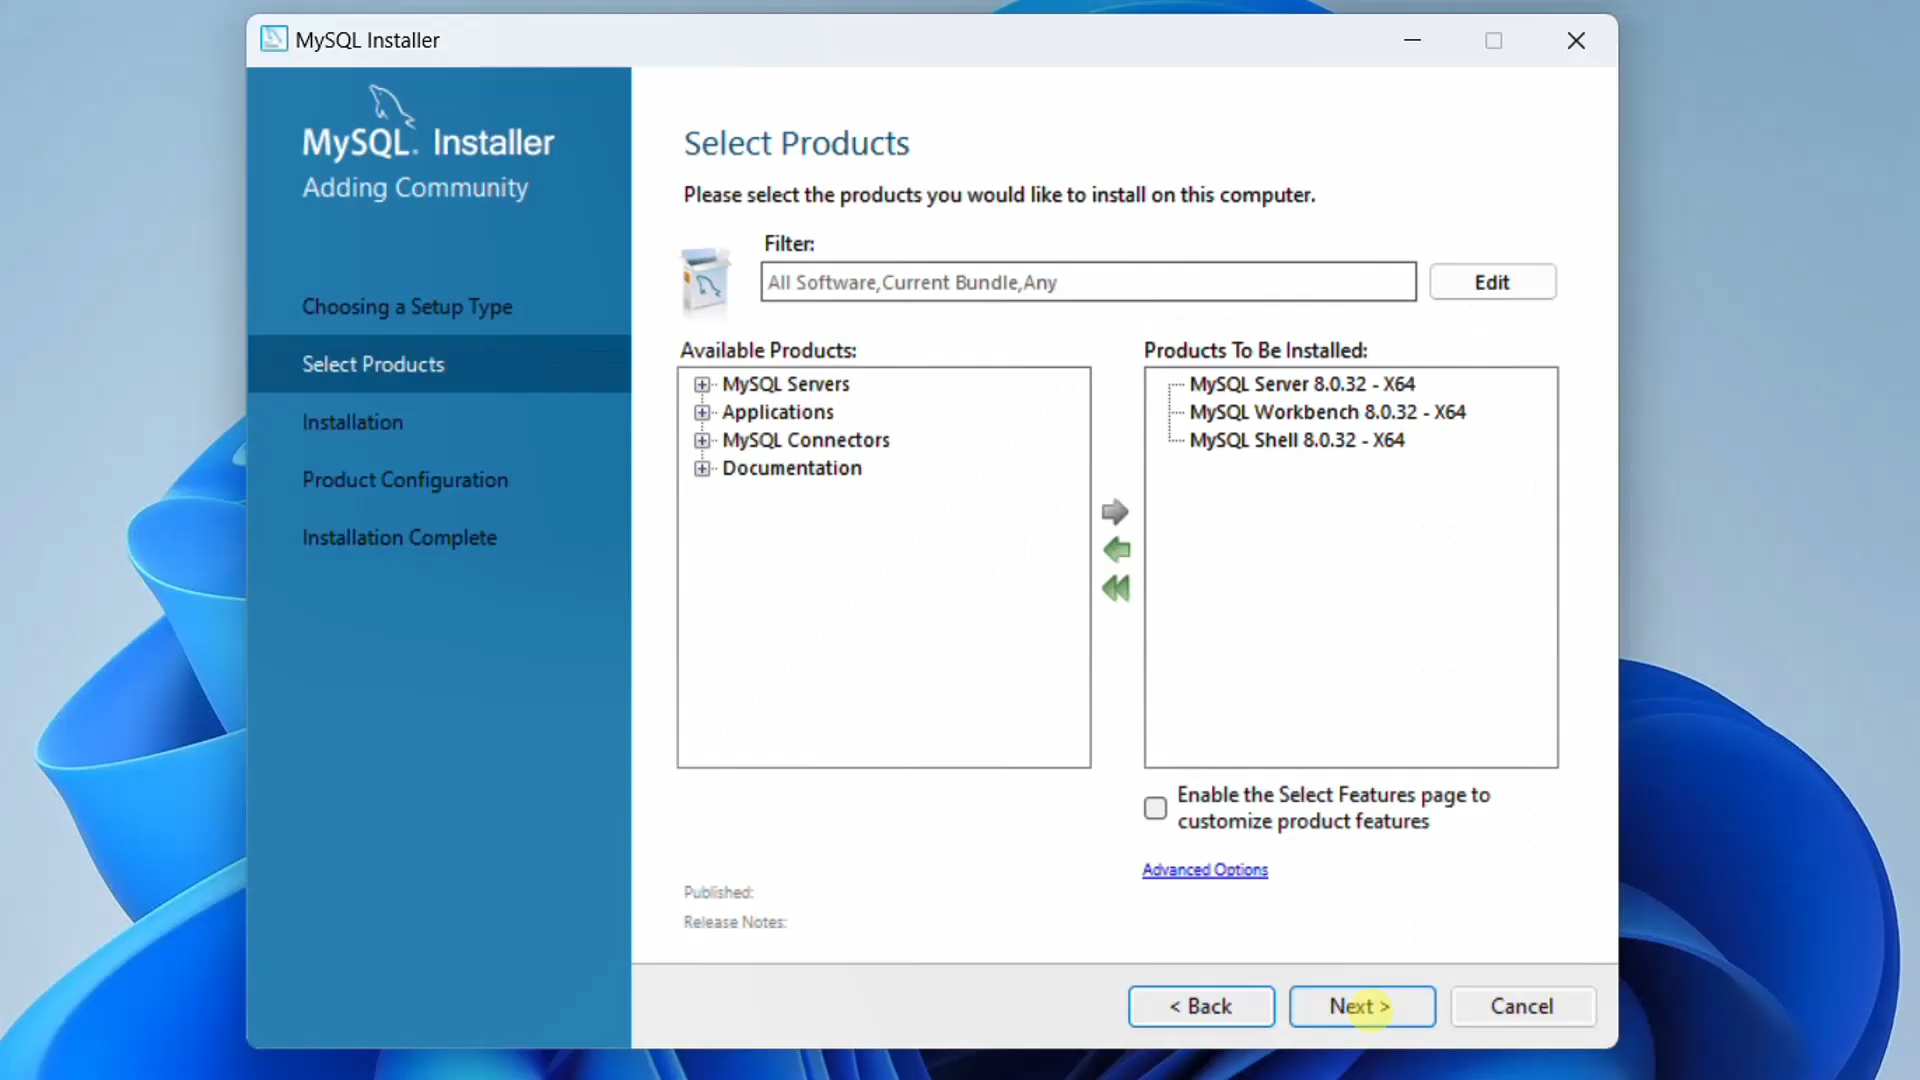 MySQL Installer
MySQL. Installer
Adding Community
Choosing a Setup Type
Select Products
Installation
Product Configuration
Installation Complete
Select Products
Please select the products you would like to install on this computer.
Filter:
All Software,Current Bundle,Any
Edit
Available Products:
MySQL Servers
Applications
MySQL Connectors
Documentation
Products To Be Installed:
MySQL Server 8.0.32 - X64
MySQL Workbench 8.0.32 - X64
MySQL Shell 8.0.32 - X64
Enable the Select Features page to
customize product features
Advanced Options
Published:
Release Notes:
< Back
Next >
Cancel